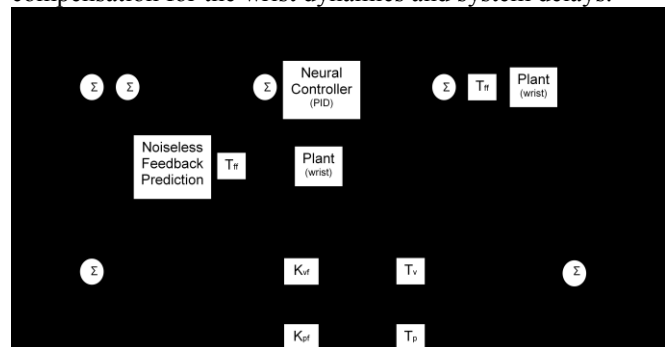 compensation for the wrist dynamics and system delays.
Σ Σ Σ Neural Controller (PID) Σ Tff Plant (wrist)
Noiseless Feedback Prediction Tff Plant (wrist)
Σ Kvf Tv Σ
Kpf Tp